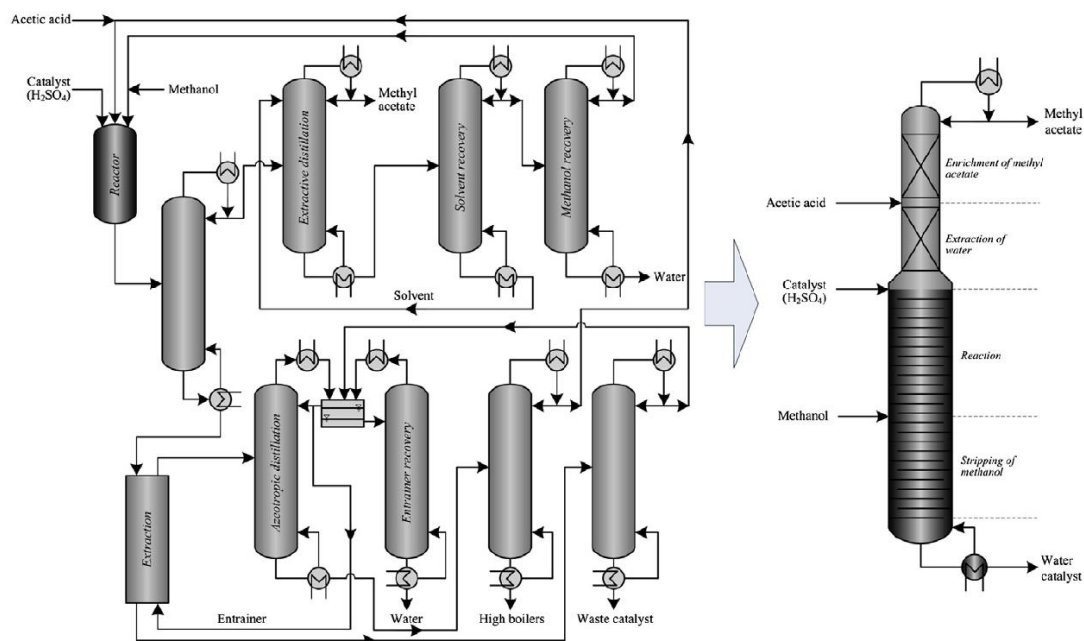 Acetic acid
Catalyst
(H₂SO₄)
Methanol
Reactor
Extractive distillation
Methyl
acetate
Solvent recovery
Methanol recovery
Water
Solvent
Extraction
Azeotropic distillation
Entrainer recovery
Entrainer
Water
High boilers
Waste catalyst
Methyl
acetate
Enrichment of methyl
acetate
Acetic acid
Extraction of
water
Catalyst
(H₂SO₄)
Reaction
Methanol
Stripping of
methanol
Water
catalyst